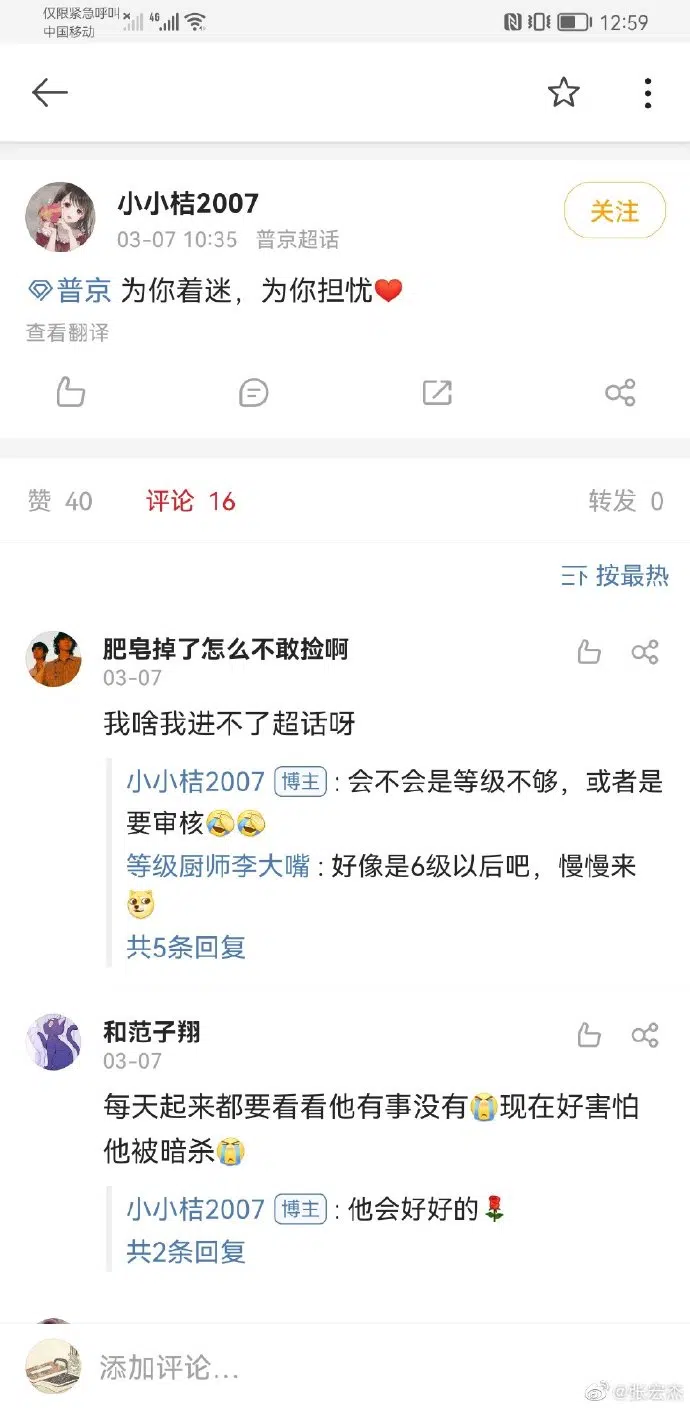 仅限紧急呼叫
中国移动
4G
12:59
小小桔2007
03-07 10:35 普京超话
关注
普京 为你着迷，为你担忧❤️
查看翻译
赞 40 评论 16 转发 0
按最热
肥皂掉了怎么不敢捡啊
03-07
我啥我进不了超话呀
小小桔2007 博主 : 会不会是等级不够，或者是
要审核🤣🤣
等级厨师李大嘴 : 好像是6级以后吧，慢慢来
共5条回复
和范子翔
03-07
每天起来都要看看他有事没有😭现在好害怕
他被暗杀😭
小小桔2007 博主 : 他会好好的🌹
共2条回复
添加评论...
@张宏杰